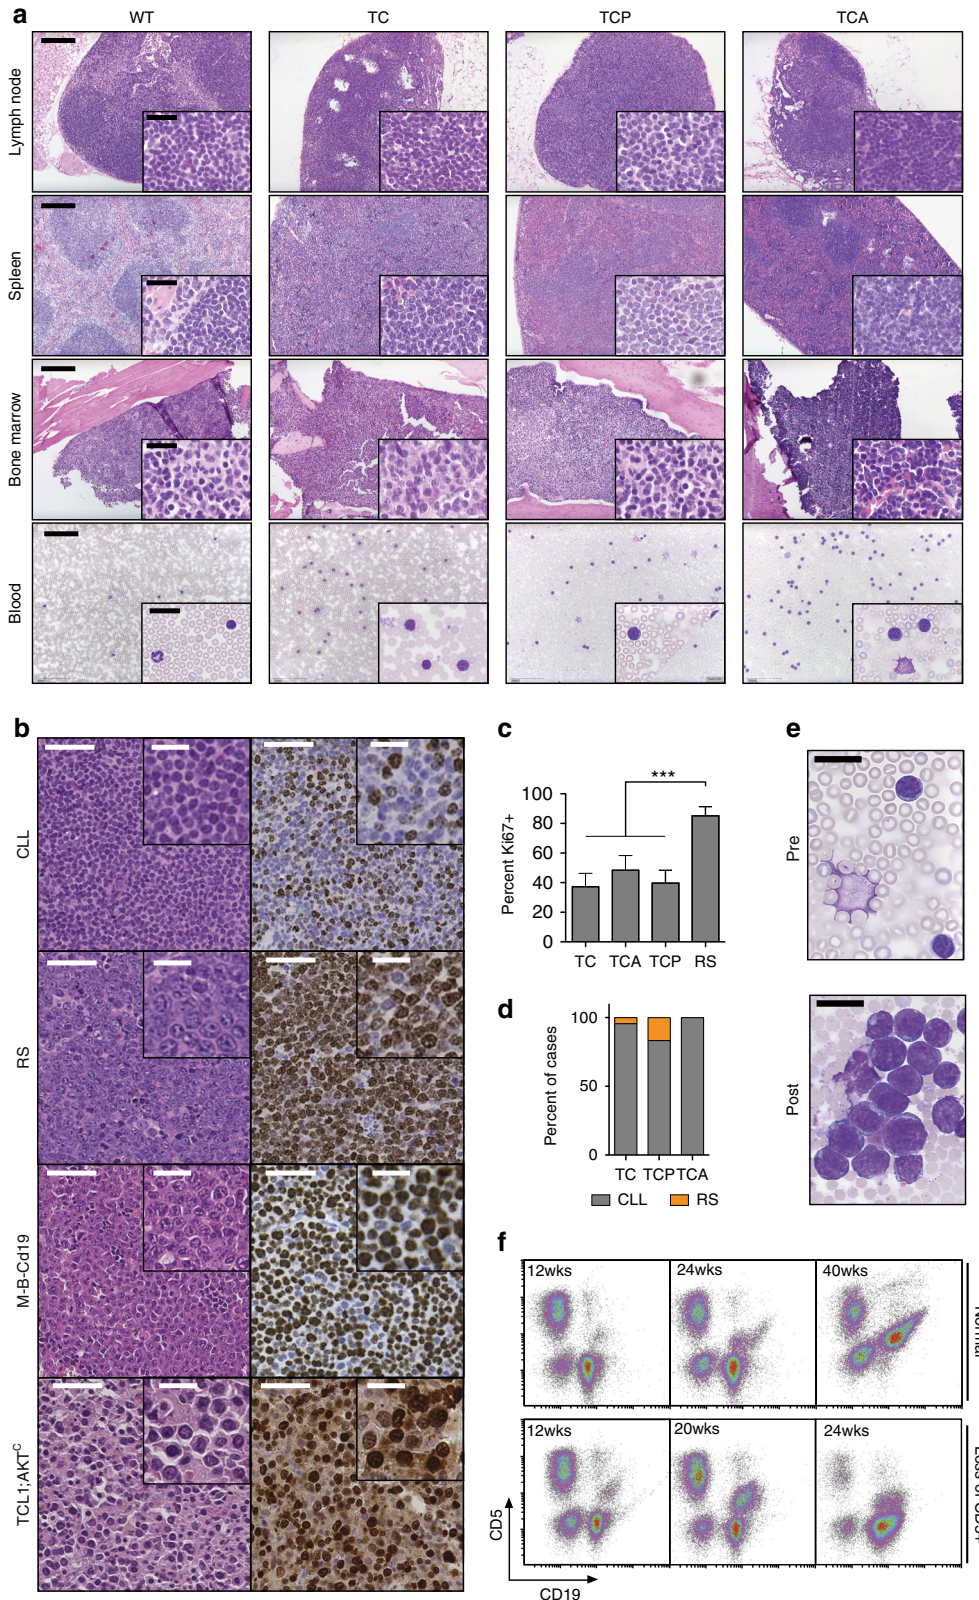 a
WT TC TCP TCA
Lymph node
Spleen
Bone marrow
Blood
b
CLL
RS
M-B-Cd19
TCL1;AKTᶜ
c
***
Percent Ki67+
100
80
60
40
20
0
TC TCA TCP RS
d
Percent of cases
100
50
0
TC TCP TCA
CLL RS
e
Pre
Post
f
12wks 24wks 40wks
12wks 20wks 24wks
CD5
CD19